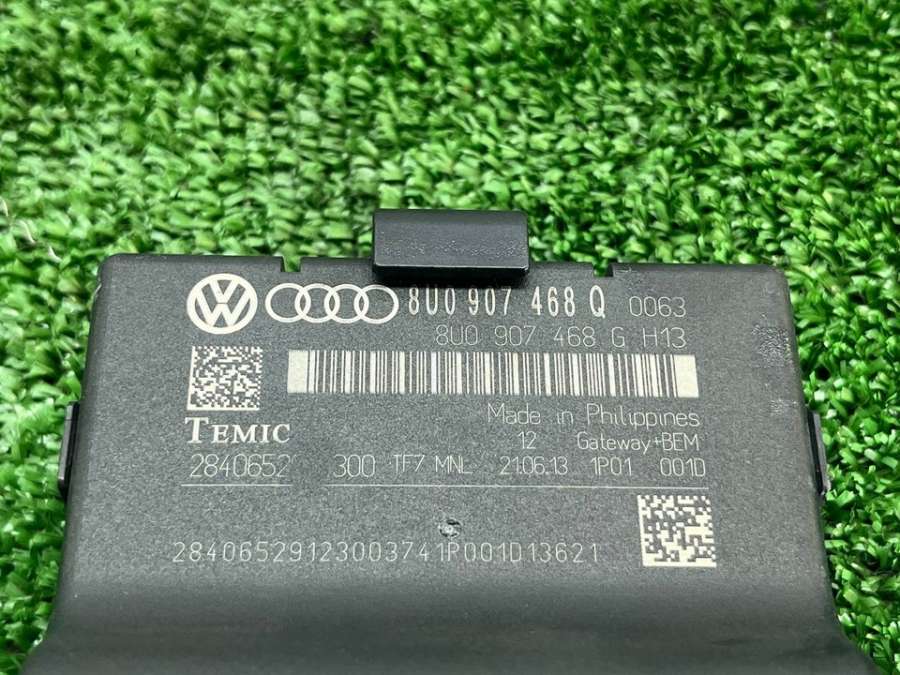 8U0 907 468 Q 0063
8U0 907 468 G H13
TEMIC
Made in Philippines
12 Gateway+BEM
2840652 300 TF7 MNL 21.06.13 1P01 001D
28406529123003741P001D13621